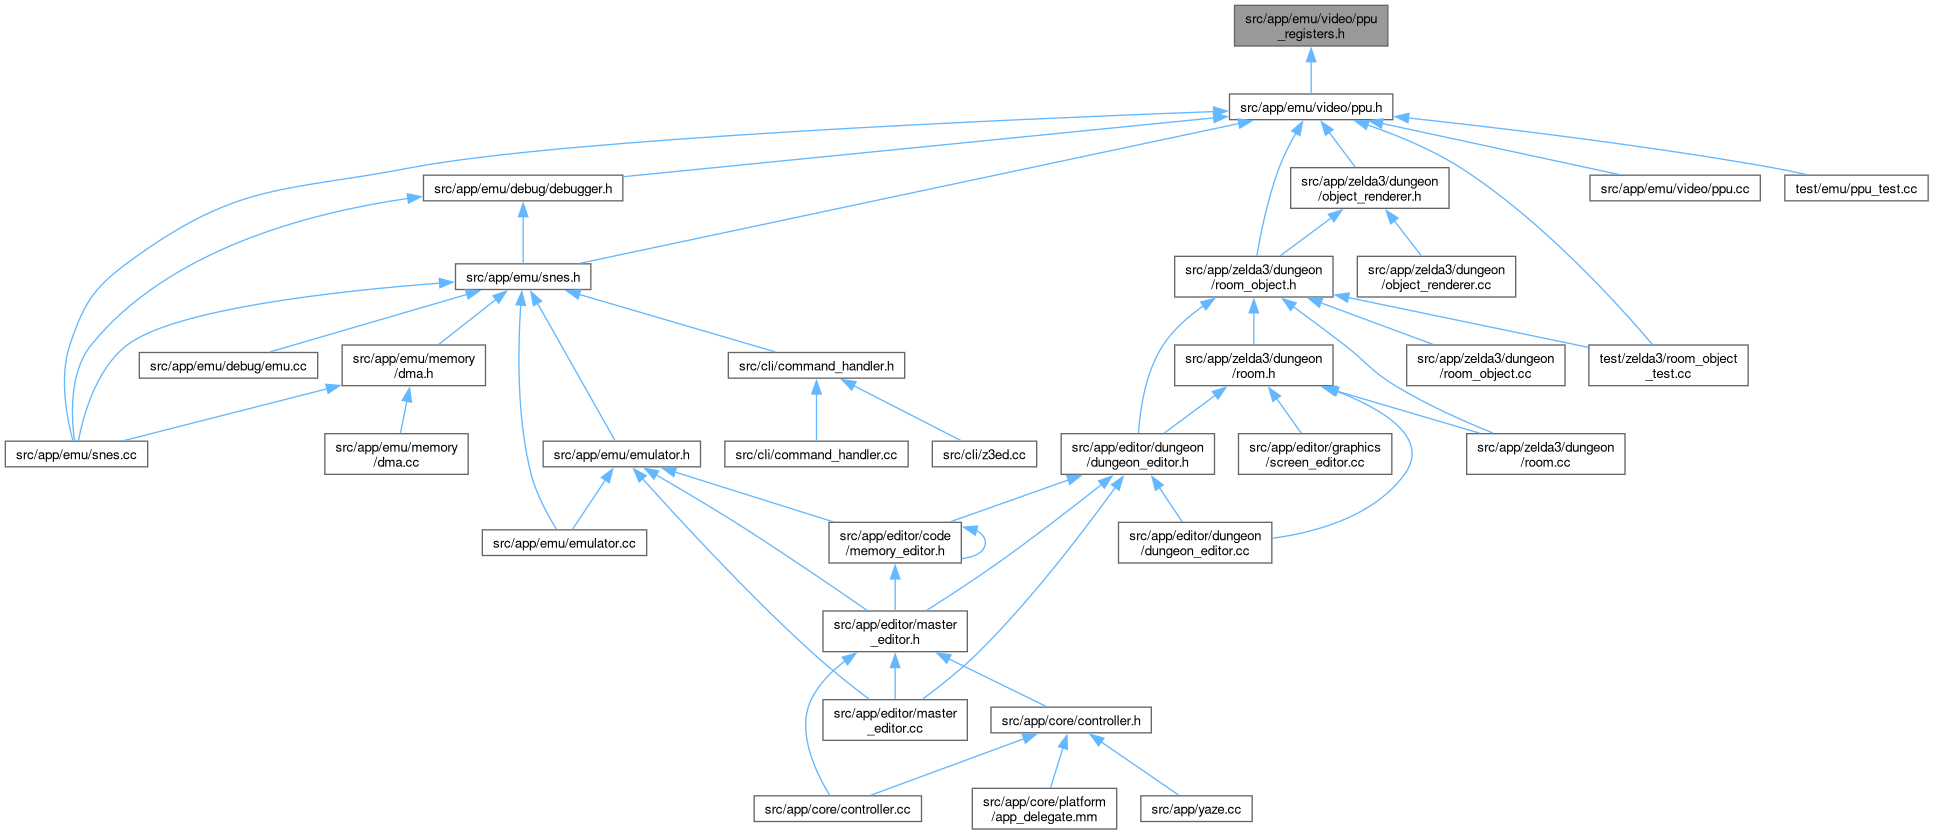 src/app/emu/video/ppu
_registers.h
src/app/emu/video/ppu.h
src/app/emu/debug/debugger.h
src/app/zelda3/dungeon
/object_renderer.h
src/app/emu/video/ppu.cc
test/emu/ppu_test.cc
src/app/emu/snes.h
src/app/zelda3/dungeon
/room_object.h
src/app/zelda3/dungeon
/object_renderer.cc
src/app/emu/debug/emu.cc
src/app/emu/memory
/dma.h
src/cli/command_handler.h
src/app/zelda3/dungeon
/room.h
src/app/zelda3/dungeon
/room_object.cc
test/zelda3/room_object
_test.cc
src/app/emu/snes.cc
src/app/emu/memory
/dma.cc
src/app/emu/emulator.h
src/cli/command_handler.cc
src/cli/z3ed.cc
src/app/editor/dungeon
/dungeon_editor.h
src/app/editor/graphics
/screen_editor.cc
src/app/zelda3/dungeon
/room.cc
src/app/emu/emulator.cc
src/app/editor/code
/memory_editor.h
src/app/editor/dungeon
/dungeon_editor.cc
src/app/editor/master
_editor.h
src/app/editor/master
_editor.cc
src/app/core/controller.h
src/app/core/controller.cc
src/app/core/platform
/app_delegate.mm
src/app/yaze.cc